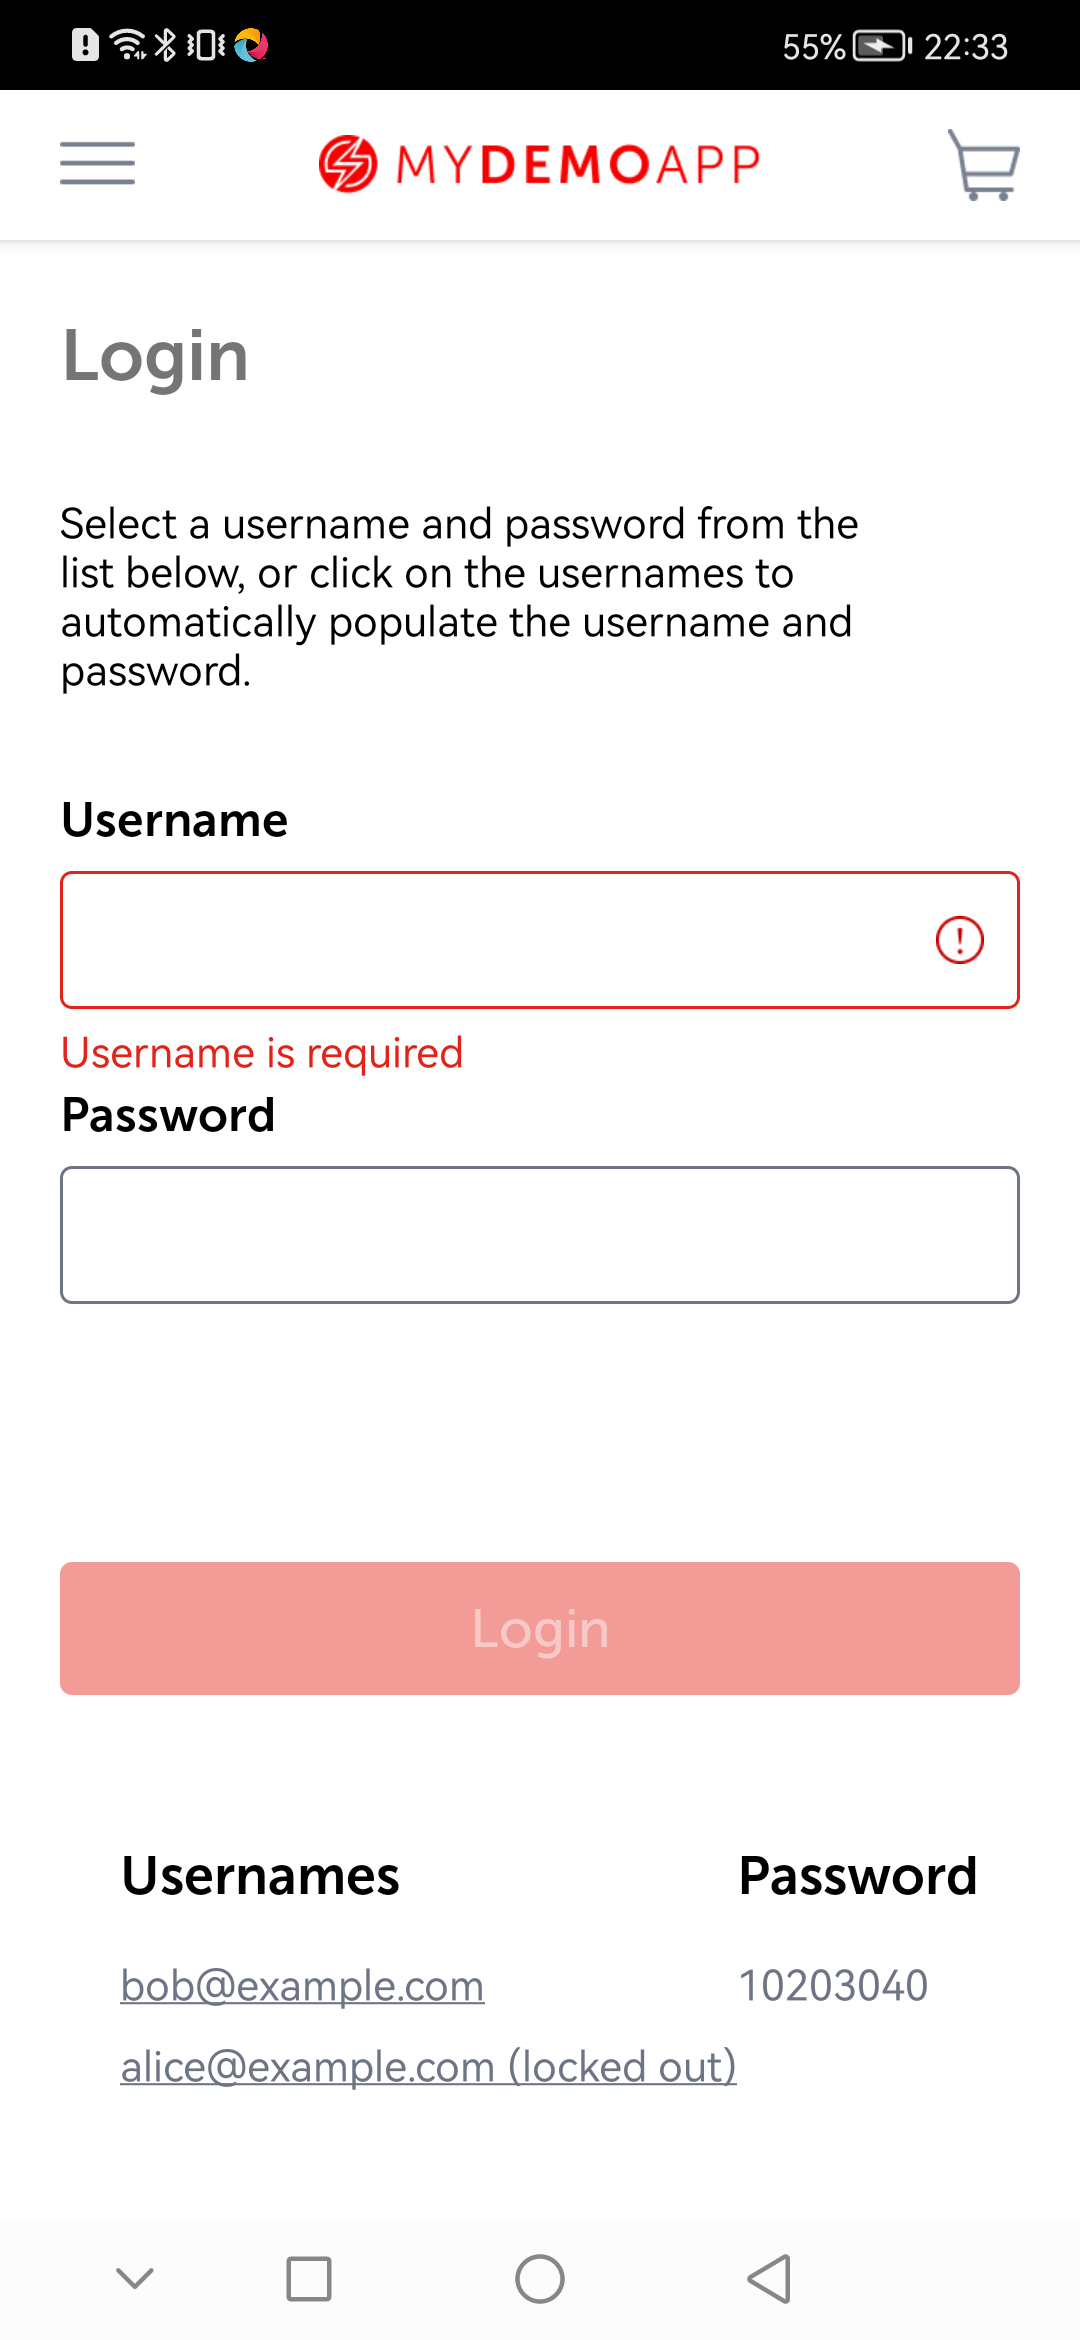 55% 22:33
MYDEMOAPP
Login
Select a username and password from the
list below, or click on the usernames to
automatically populate the username and
password.
Username
Username is required
Password
Login
Usernames Password
bob@example.com 10203040
alice@example.com (locked out)